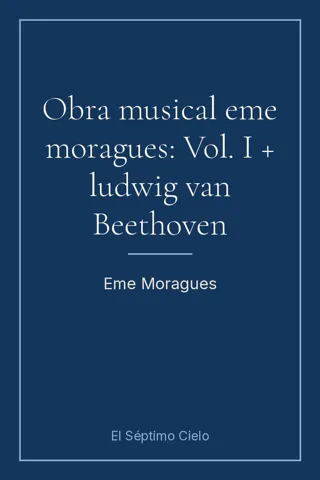 Obra musical eme
moragues: Vol. I +
ludwig van
Beethoven
Eme Moragues
El Séptimo Cielo